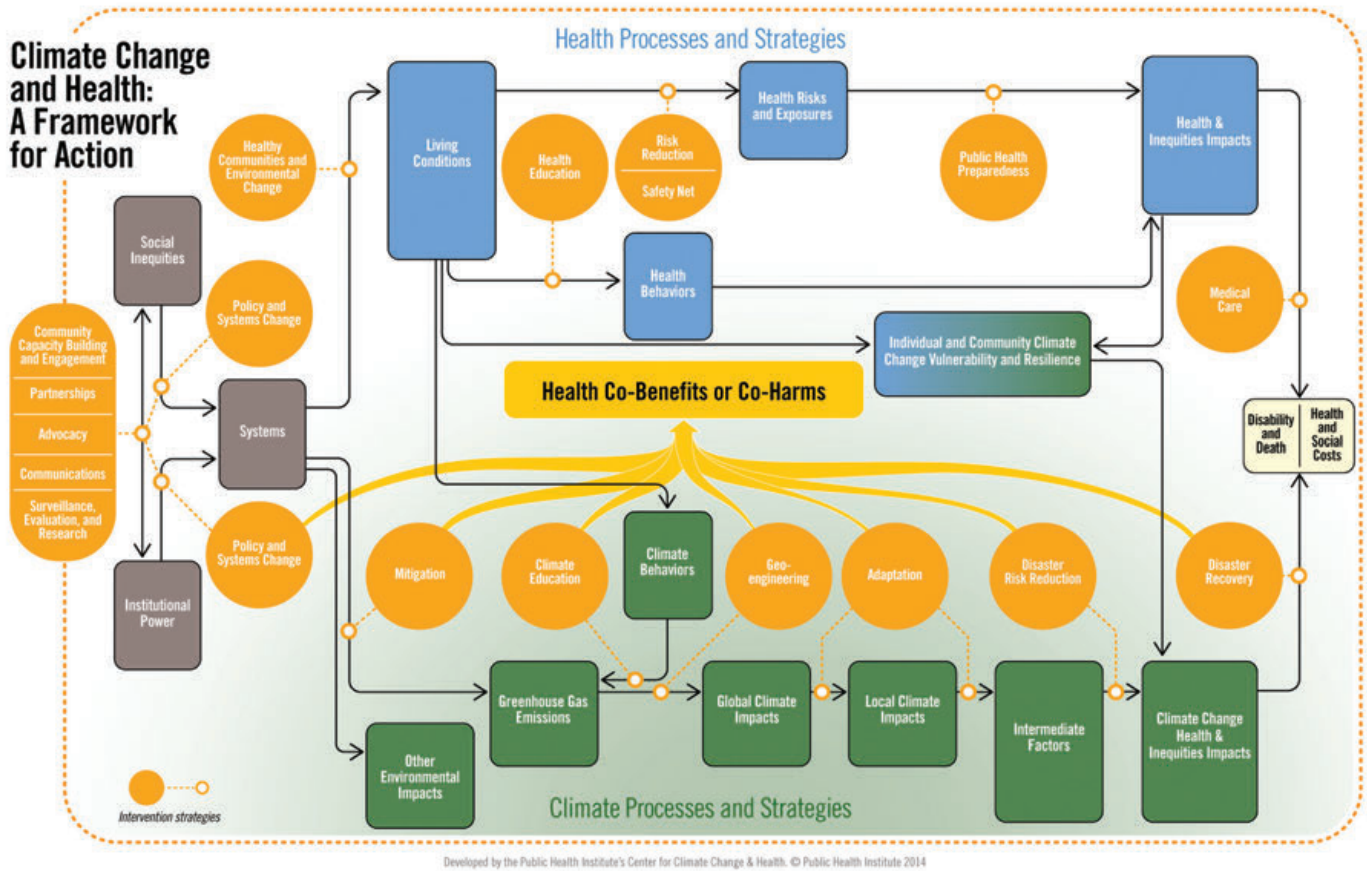 Climate Change
and Health:
A Framework
for Action
Health Processes and Strategies
Healthy
Communities and
Environmental
Change
Living
Conditions
Health
Education
Risk
Reduction
Safety Net
Health Risks
and Exposures
Public Health
Preparedness
Health &
Inequities Impacts
Social
Inequities
Policy and
Systems Change
Health
Behaviors
Medical
Care
Community
Capacity Building
and Engagement
Partnerships
Advocacy
Communications
Surveillance,
Evaluation, and
Research
Individual and Community Climate
Change Vulnerability and Resilience
Health Co-Benefits or Co-Harms
Systems
Disability
and
Death
Health
and
Social
Costs
Policy and
Systems Change
Mitigation
Climate
Education
Climate
Behaviors
Geo-
engineering
Adaptation
Disaster
Risk Reduction
Disaster
Recovery
Institutional
Power
Greenhouse Gas
Emissions
Global Climate
Impacts
Local Climate
Impacts
Intermediate
Factors
Climate Change
Health &
Inequities Impacts
Other
Environmental
Impacts
Intervention strategies
Climate Processes and Strategies
Developed by the Public Health Institute's Center for Climate Change & Health. © Public Health Institute 2014